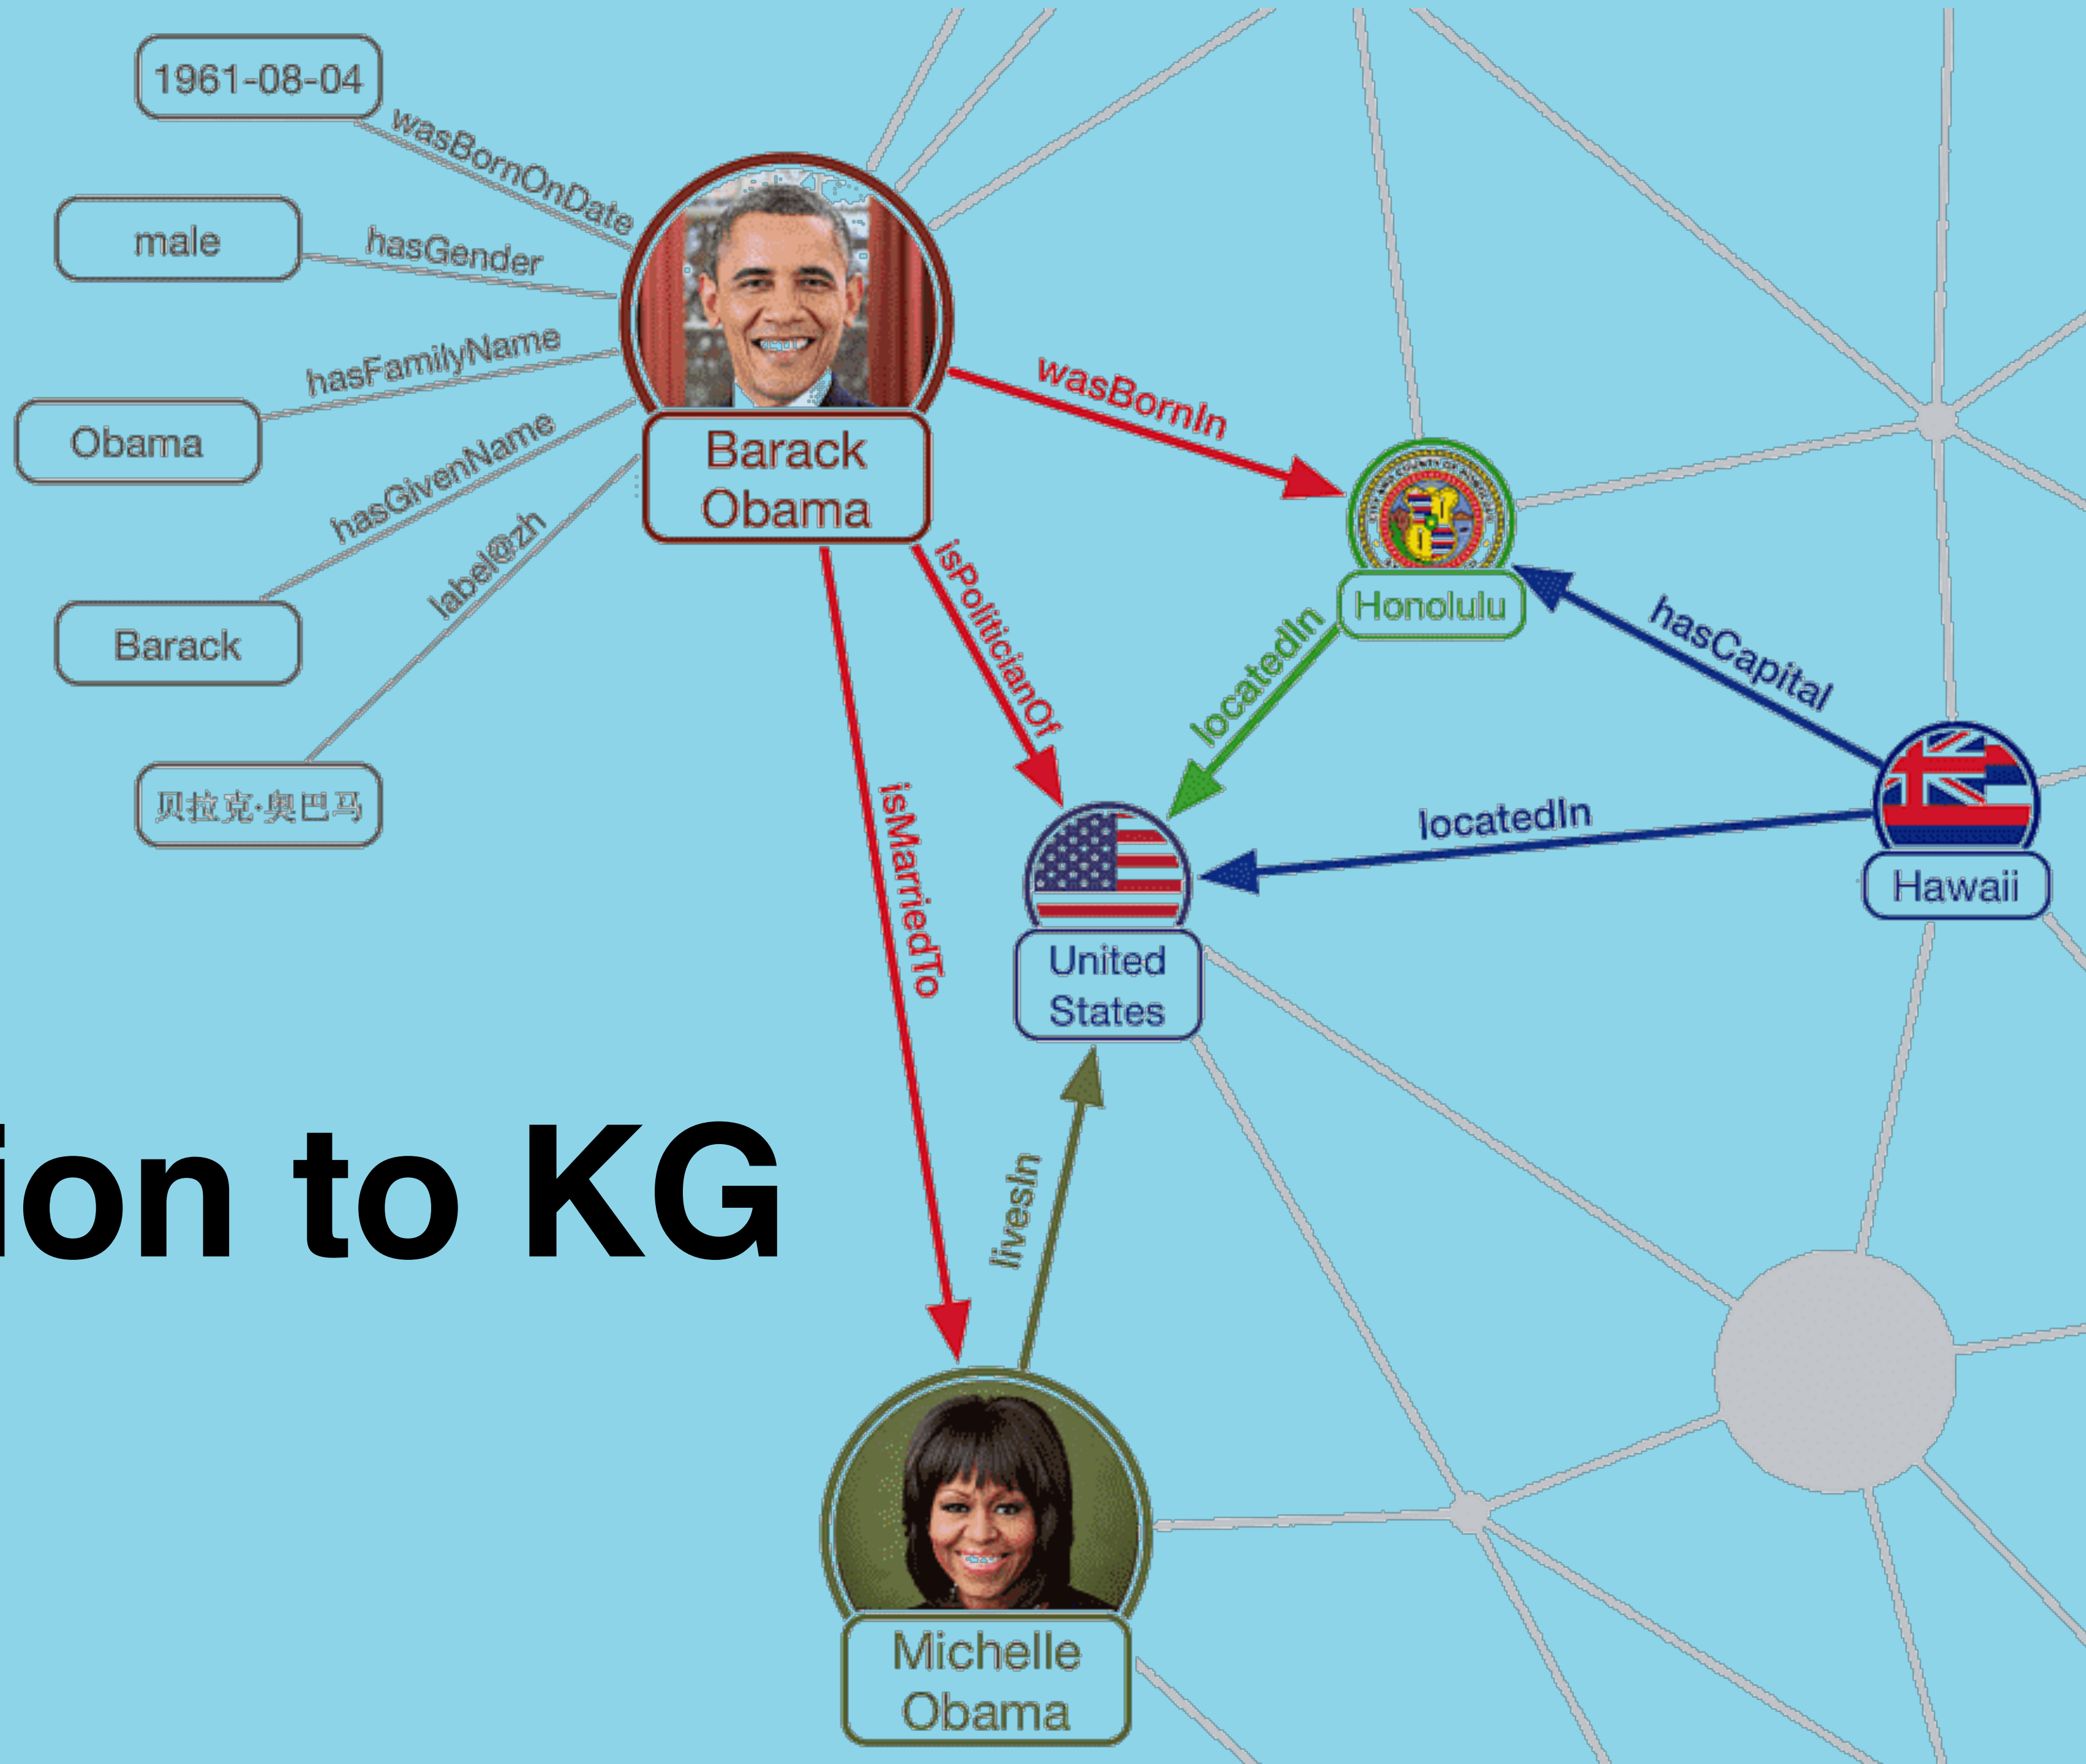 1961-08-04
wasBornOnDate
male
hasGender
hasFamilyName
Obama
hasGivenName
Barack
label@zh
贝拉克·奥巴马
Barack
Obama
wasBornIn
isPoliticianOf
isMarriedTo
Honolulu
locatedIn
hasCapital
locatedIn
Hawaii
United
States
livesIn
ion to KG
Michelle
Obama